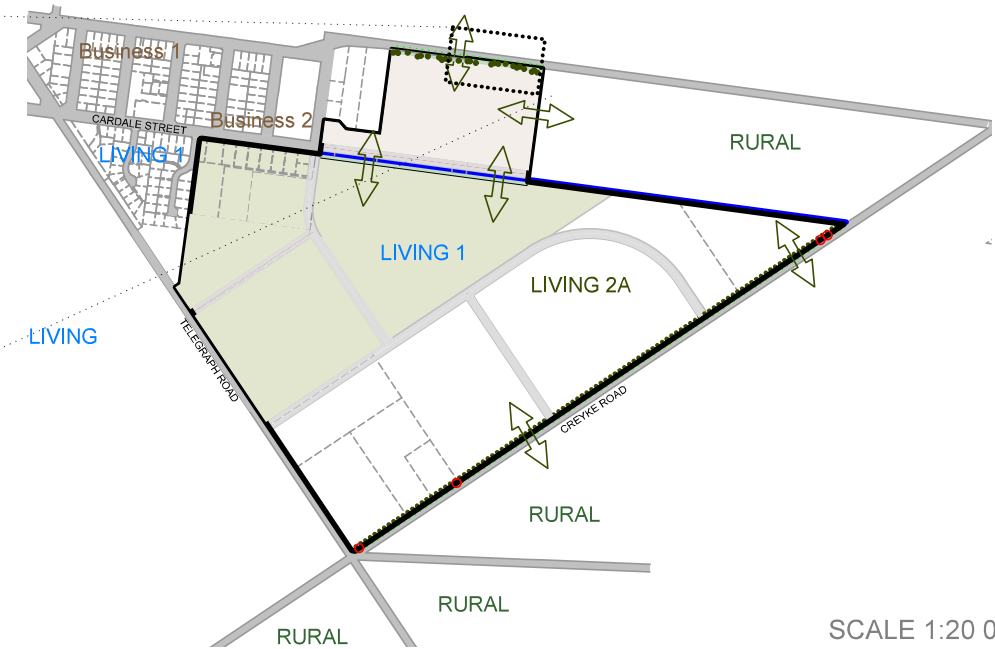 Business 1
Business 2
CARDALE STREET
LIVING 1
RURAL
LIVING 1
LIVING 2A
LIVING
TELEGRAPH ROAD
CREYKE ROAD
RURAL
RURAL
RURAL
SCALE 1:20 0